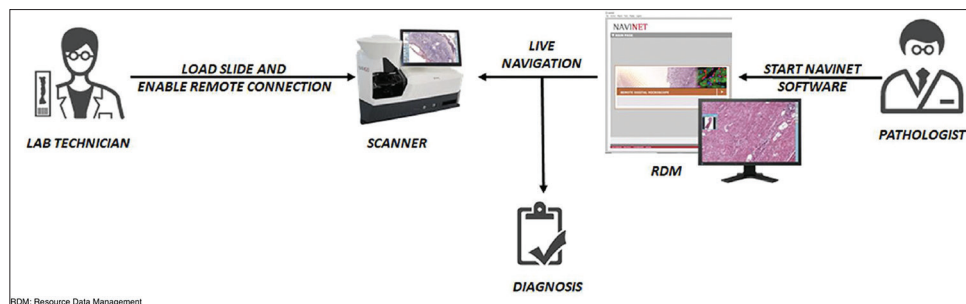 LOAD SLIDE AND
ENABLE REMOTE CONNECTION
LAB TECHNICIAN
SCANNER
LIVE
NAVIGATION
NAVINET
START NAVINET
SOFTWARE
PATHOLOGIST
RDM
DIAGNOSIS
RDM: Resource Data Management